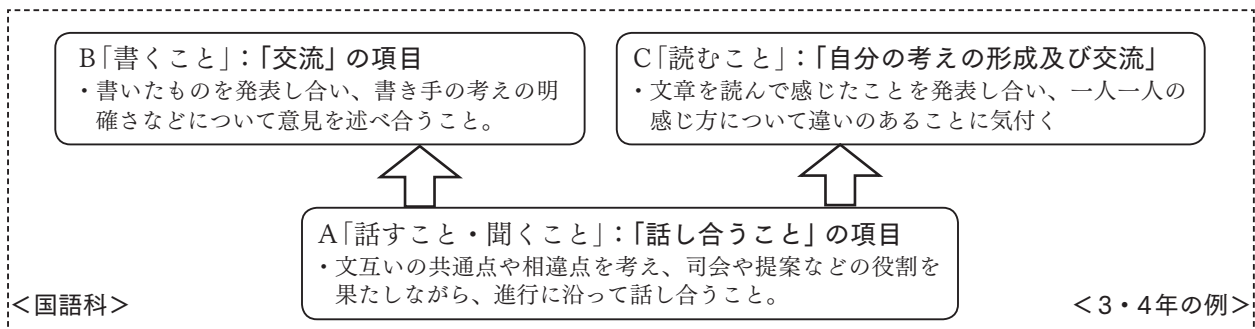 B「書くこと」：「交流」の項目
・書いたものを発表し合い、書き手の考えの明
確さなどについて意見を述べ合うこと。
C「読むこと」：「自分の考えの形成及び交流」
・文章を読んで感じたことを発表し合い、一人一人の
感じ方について違いのあることに気付く
A「話すこと・聞くこと」：「話し合うこと」の項目
・文互いの共通点や相違点を考え、司会や提案などの役割を
果たしながら、進行に沿って話し合うこと。
＜国語科＞
＜3・4年の例＞